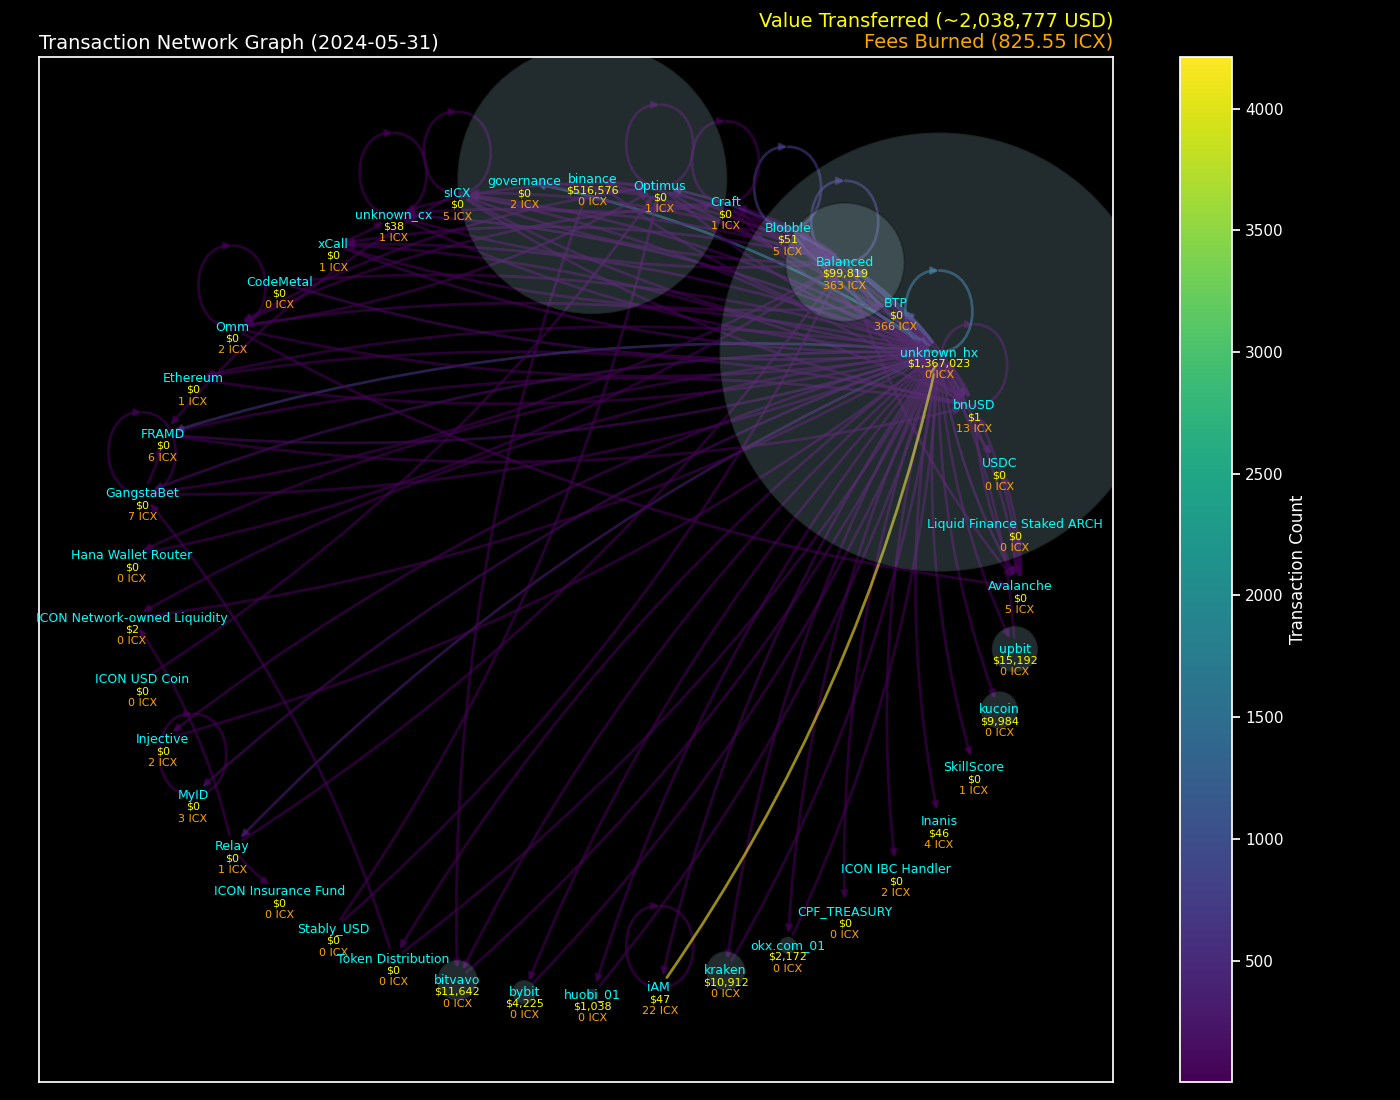 Value Transferred (~2,038,777 USD)
Transaction Network Graph (2024-05-31)
Fees Burned (825.55 ICX)
governance
$0
2 ICX
binance
$516,576
0 ICX
Optimus
$0
1 ICX
sICX
$0
5 ICX
Craft
$0
1 ICX
unknown_cx
$38
1 ICX
Blobble
$51
5 ICX
xCall
$0
1 ICX
Balanced
$99,819
363 ICX
CodeMetal
$0
0 ICX
BTP
$0
366 ICX
Omm
$0
2 ICX
unknown_hx
$1,367,023
0 ICX
Ethereum
$0
1 ICX
bnUSD
$1
13 ICX
FRAMD
$0
6 ICX
USDC
$0
0 ICX
GangstaBet
$0
7 ICX
Liquid Finance Staked ARCH
$0
0 ICX
Hana Wallet Router
$0
0 ICX
Avalanche
$0
5 ICX
ICON Network-owned Liquidity
$2
0 ICX
upbit
$15,192
0 ICX
ICON USD Coin
$0
0 ICX
kucoin
$9,984
0 ICX
Injective
$0
2 ICX
SkillScore
$0
1 ICX
MyID
$0
3 ICX
Inanis
$46
4 ICX
Relay
$0
1 ICX
ICON IBC Handler
$0
2 ICX
ICON Insurance Fund
$0
0 ICX
CPF_TREASURY
$0
0 ICX
Stably_USD
$0
0 ICX
okx.com_01
$2,172
0 ICX
Token Distribution
$0
0 ICX
kraken
$10,912
0 ICX
bitvavo
$11,642
0 ICX
bybit
$4,225
0 ICX
huobi_01
$1,038
0 ICX
iAM
$47
22 ICX
4000
3500
3000
2500
2000
1500
1000
500
Transaction Count